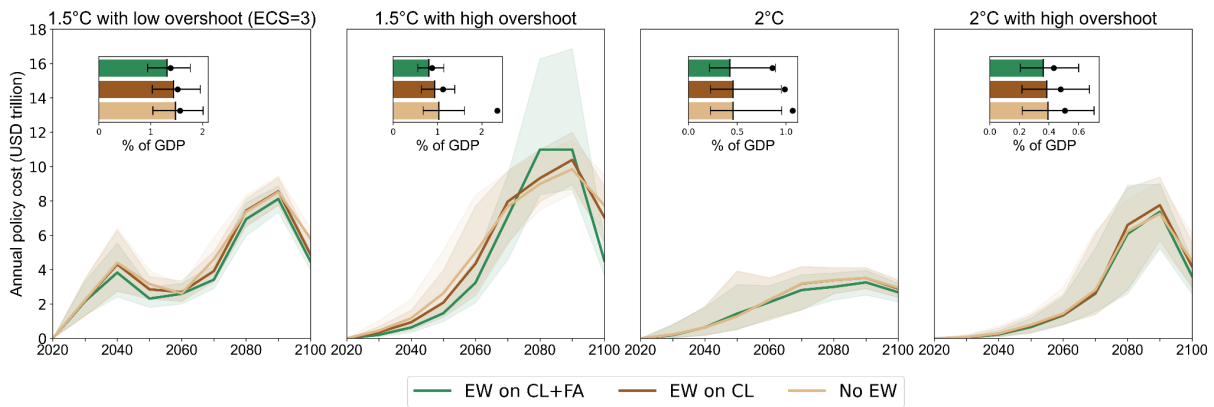 1.5°C with low overshoot (ECS=3)
1.5°C with high overshoot
2°C
2°C with high overshoot
Annual policy cost (USD trillion)
18
16
14
12
10
8
6
4
2
0
0 1 2
% of GDP
0 1 2
% of GDP
0.0 0.5 1.0
% of GDP
0.0 0.2 0.4 0.6
% of GDP
2020 2040 2060 2080 2100
2020 2040 2060 2080 2100
2020 2040 2060 2080 2100
2020 2040 2060 2080 2100
EW on CL+FA EW on CL No EW